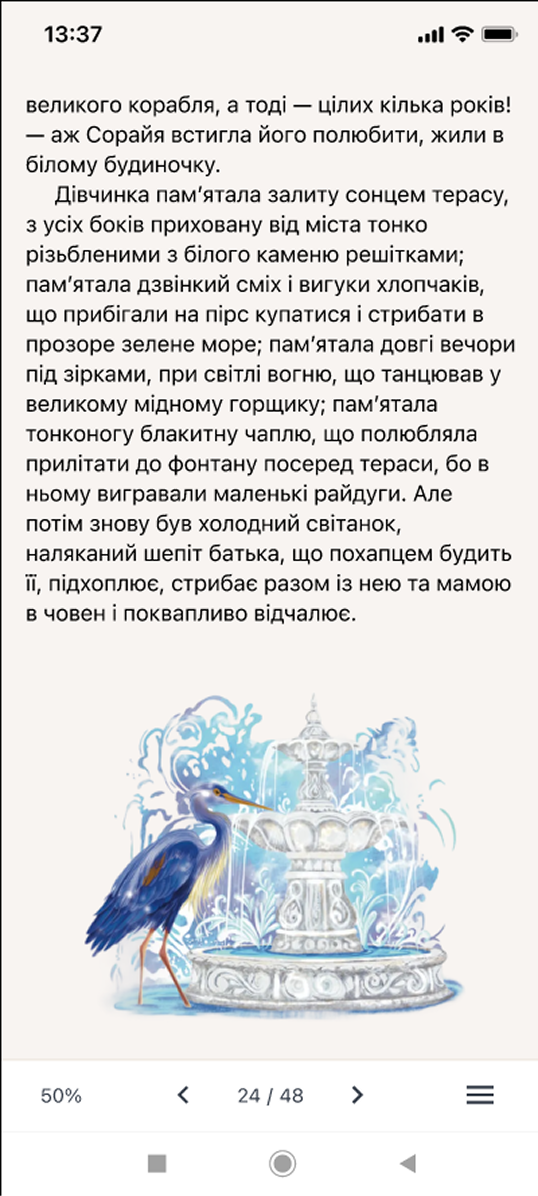 13:37
великого корабля, а тоді — цілих кілька років!
— аж Сорайя встигла його полюбити, жили в
білому будиночку.
Дівчинка пам’ятала залиту сонцем терасу,
з усіх боків приховану від міста тонко
різьбленими з білого каменю решітками;
пам’ятала дзвінкий сміх і вигуки хлопчаків,
що прибігали на пірс купатися і стрибати в
прозоре зелене море; пам’ятала довгі вечори
під зірками, при світлі вогню, що танцював у
великому мідному горщику; пам’ятала
тонконогу блакитну чаплю, що полюбляла
прилітати до фонтану посеред тераси, бо в
ньому вигравали маленькі райдуги. Але
потім знову був холодний світанок,
наляканий шепіт батька, що похапцем будить
її, підхоплює, стрибає разом із нею та мамою
в човен і поквапливо відчалює.
50%
24 / 48